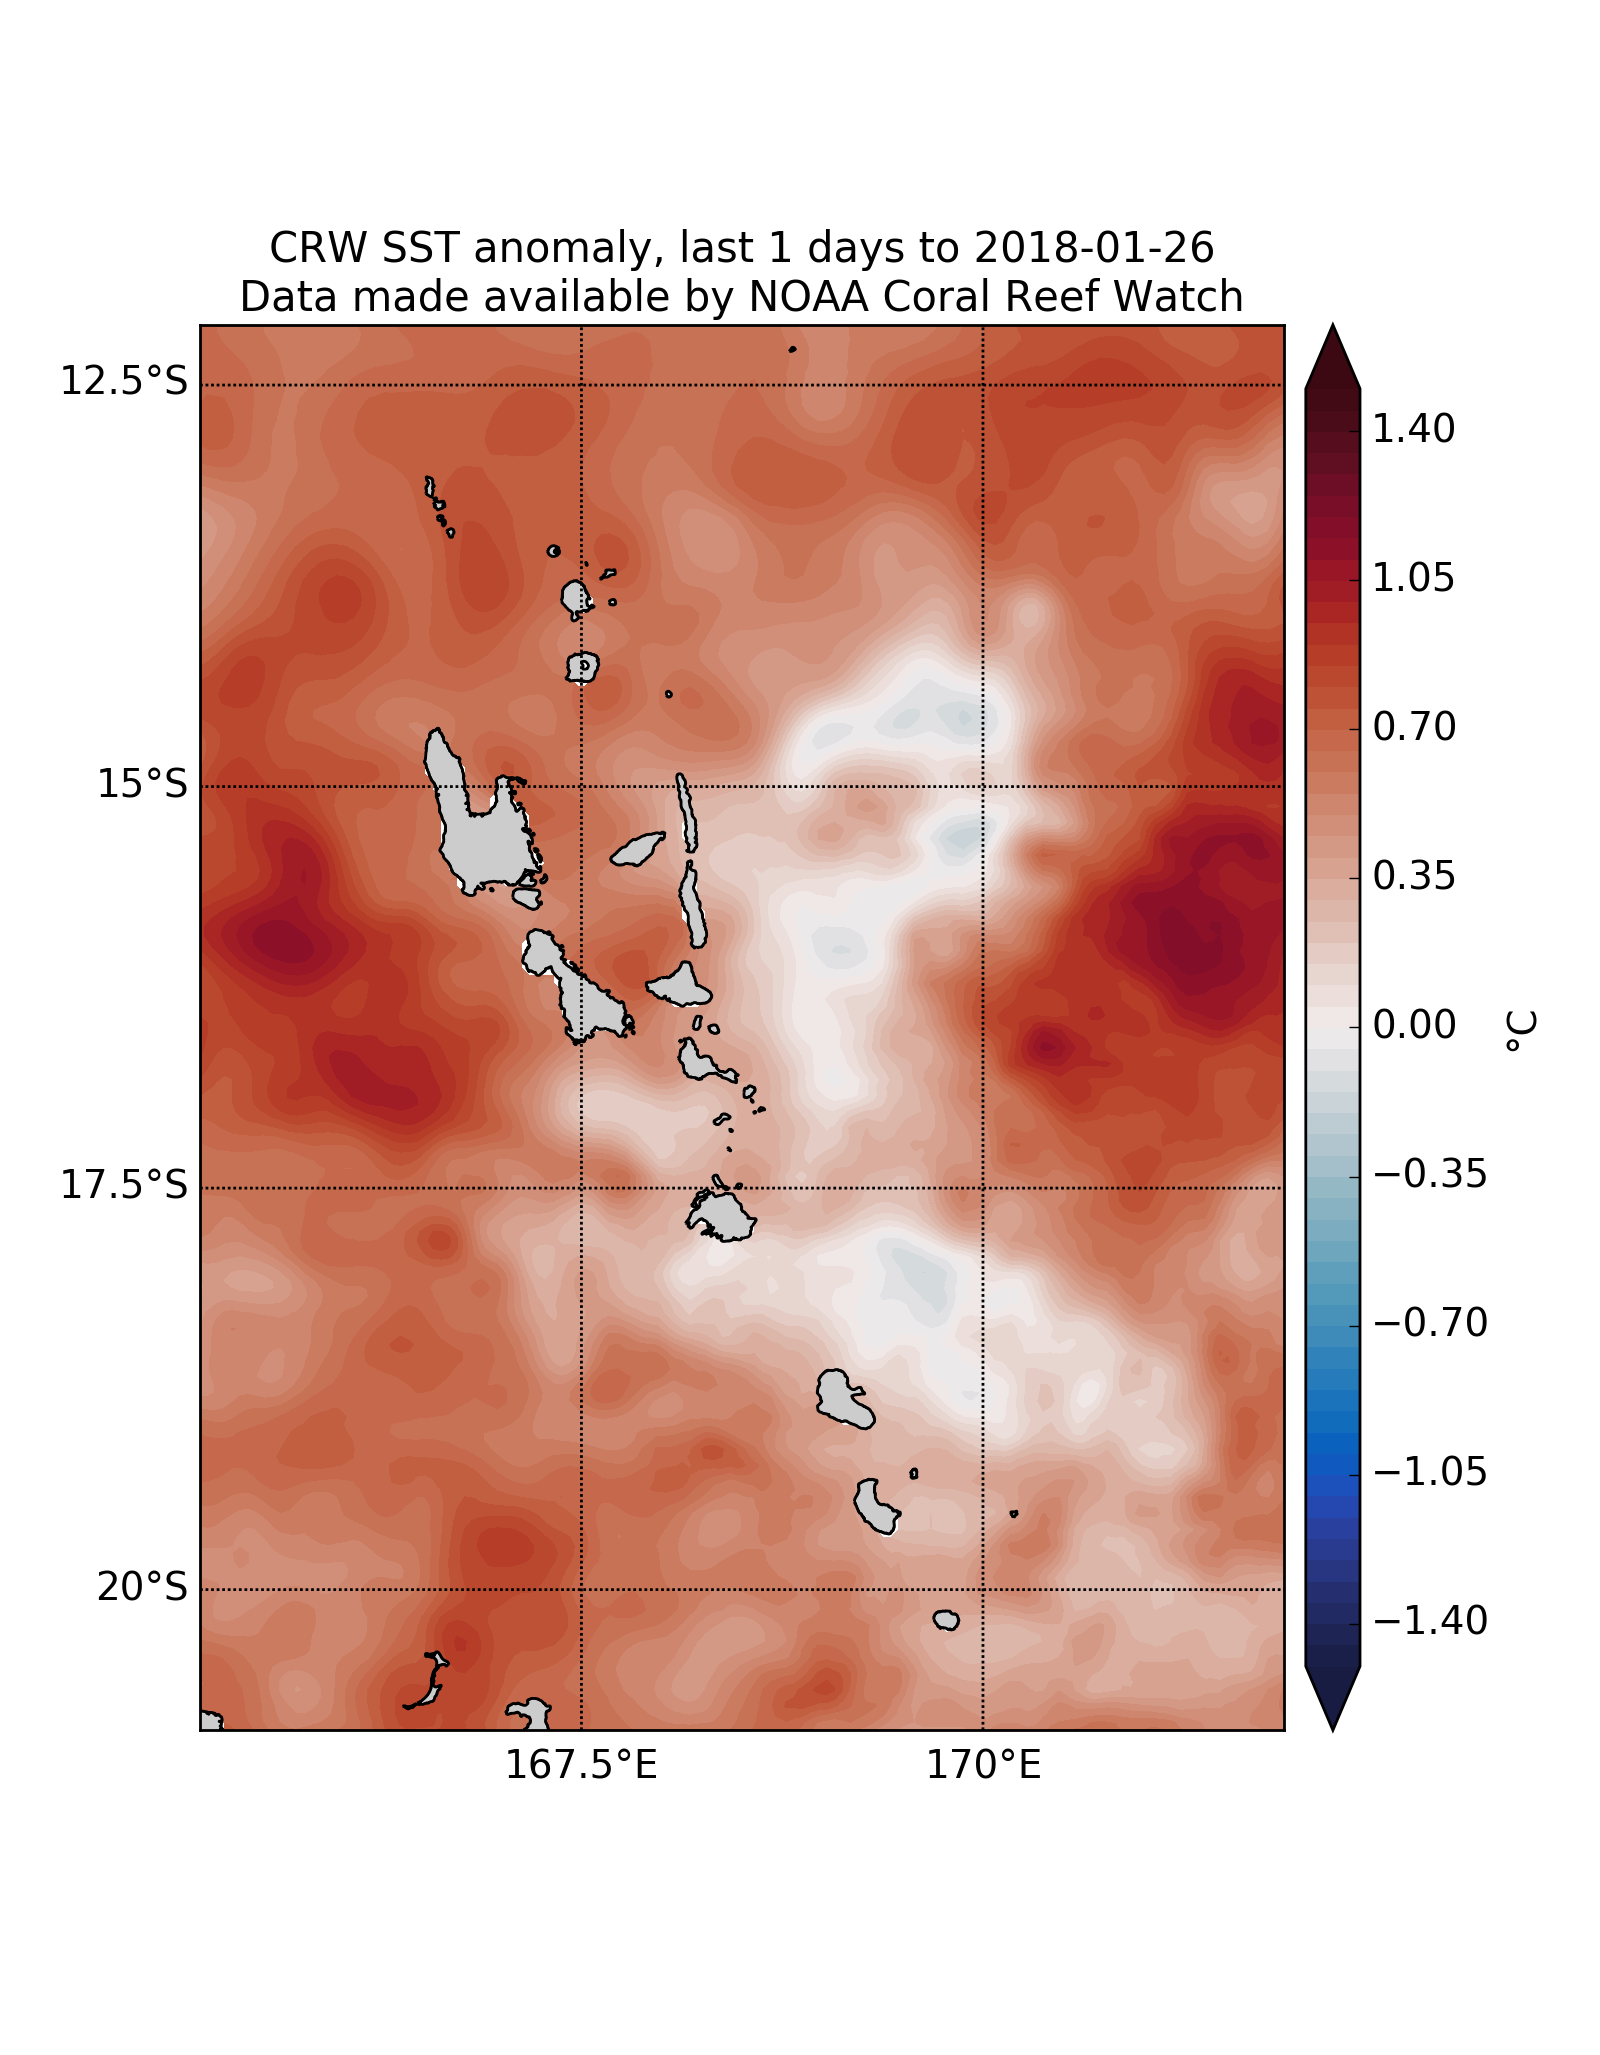 CRW SST anomaly, last 1 days to 2018-01-26
Data made available by NOAA Coral Reef Watch
12.5°S
15°S
17.5°S
20°S
167.5°E
170°E
1.40
1.05
0.70
0.35
0.00
−0.35
−0.70
−1.05
−1.40
°C